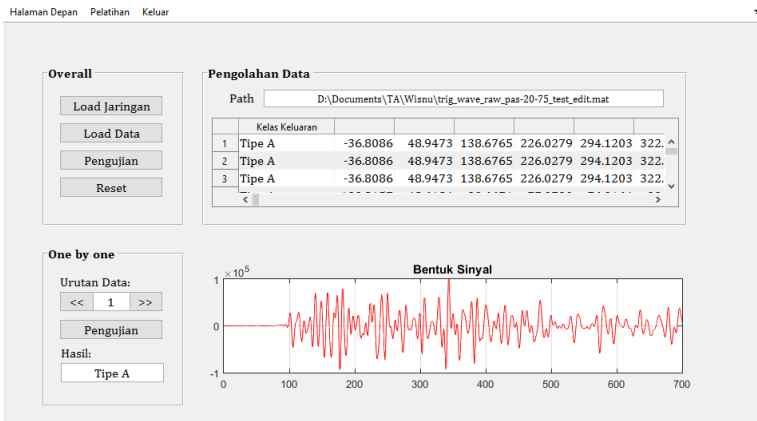 Halaman Depan Pelatihan Keluar
Overall
Load Jaringan
Load Data
Pengujian
Reset
Pengolahan Data
Path D:\Documents\TA\Wisnu\trig_wave_raw_pas-20-75_test_edit.mat
Kelas Keluaran
1 Tipe A -36.8086 48.9473 138.6765 226.0279 294.1203 322.
2 Tipe A -36.8086 48.9473 138.6765 226.0279 294.1203 322.
3 Tipe A -36.8086 48.9473 138.6765 226.0279 294.1203 322.
< >
One by one
Urutan Data:
<< 1 >>
Pengujian
Hasil:
Tipe A
Bentuk Sinyal
×10⁵
1
0
-1
0 100 200 300 400 500 600 700